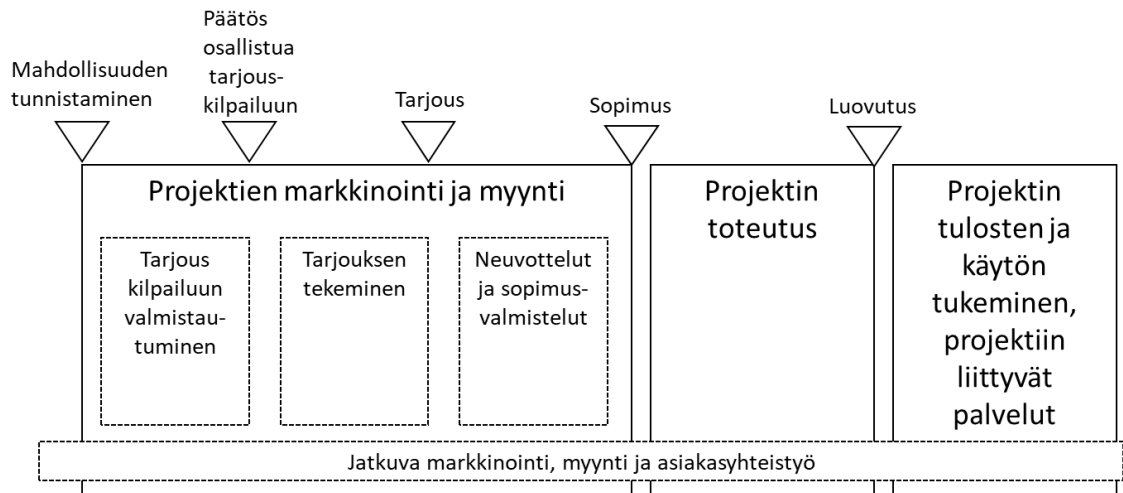 Mahdollisuuden
tunnistaminen
Päätös
osallistua
tarjous-
kilpailuun
Tarjous
Sopimus
Luovutus
Projektien markkinointi ja myynti
Tarjous
kilpailuun
valmistau-
tuminen
Tarjouksen
tekeminen
Neuvottelut
ja sopimus-
valmistelut
Projektin
toteutus
Projektin
tulosten ja
käytön
tukeminen,
projektiin
liittyvät
palvelut
Jatkuva markkinointi, myynti ja asiakasyhteistyö